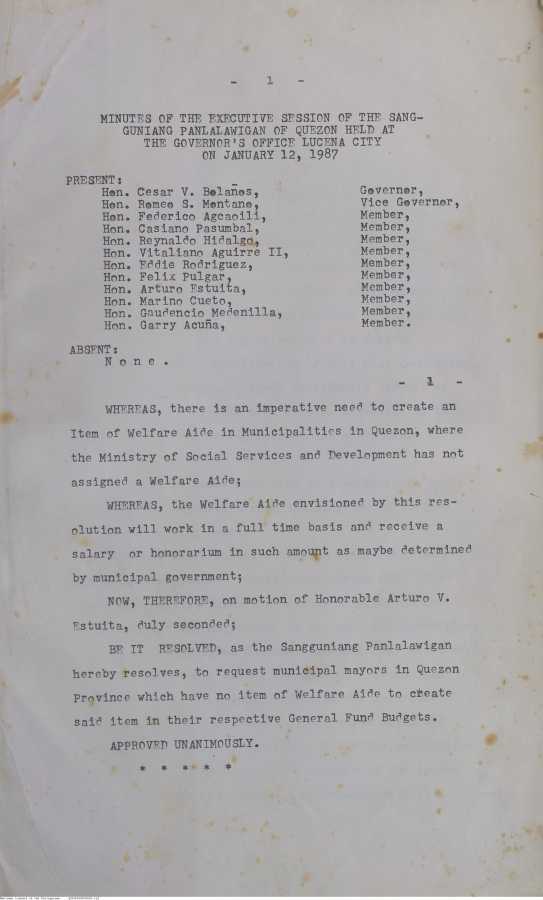 - 1 -
MINUTES OF THE EXECUTIVE SESSION OF THE SANG-
GUNIANG PANLALAWIGAN OF QUEZON HELD AT
THE GOVERNOR'S OFFICE LUCENA CITY
ON JANUARY 12, 1987
PRESENT:
Hon. Cesar V. Bolaños, Governor,
Hon. Romeo S. Montano, Vice Governor,
Hon. Federico Agcaoili, Member,
Hon. Casiano Pasumbal, Member,
Hon. Reynaldo Hidalgo, Member,
Hon. Vitaliano Aguirre II, Member,
Hon. Eddie Rodriguez, Member,
Hon. Felix Pulgar, Member,
Hon. Arturo Estuita, Member,
Hon. Marino Cueto, Member,
Hon. Gaudencio Medenilla, Member,
Hon. Garry Acuña, Member.
ABSENT:
N o n e .
- 1 -
WHEREAS, there is an imperative need to create an
Item of Welfare Aide in Municipalities in Quezon, where
the Ministry of Social Services and Development has not
assigned a Welfare Aide;
WHEREAS, the Welfare Aide envisioned by this res-
olution will work in a full time basis and receive a
salary or honorarium in such amount as maybe determined
by municipal government;
NOW, THEREFORE, on motion of Honorable Arturo V.
Estuita, duly seconded;
BE IT RESOLVED, as the Sangguniang Panlalawigan
hereby resolves, to request municipal mayors in Quezon
Province which have no item of Welfare Aide to create
said item in their respective General Fund Budgets.
APPROVED UNANIMOUSLY.
* * * * *
National Library of the Philippines